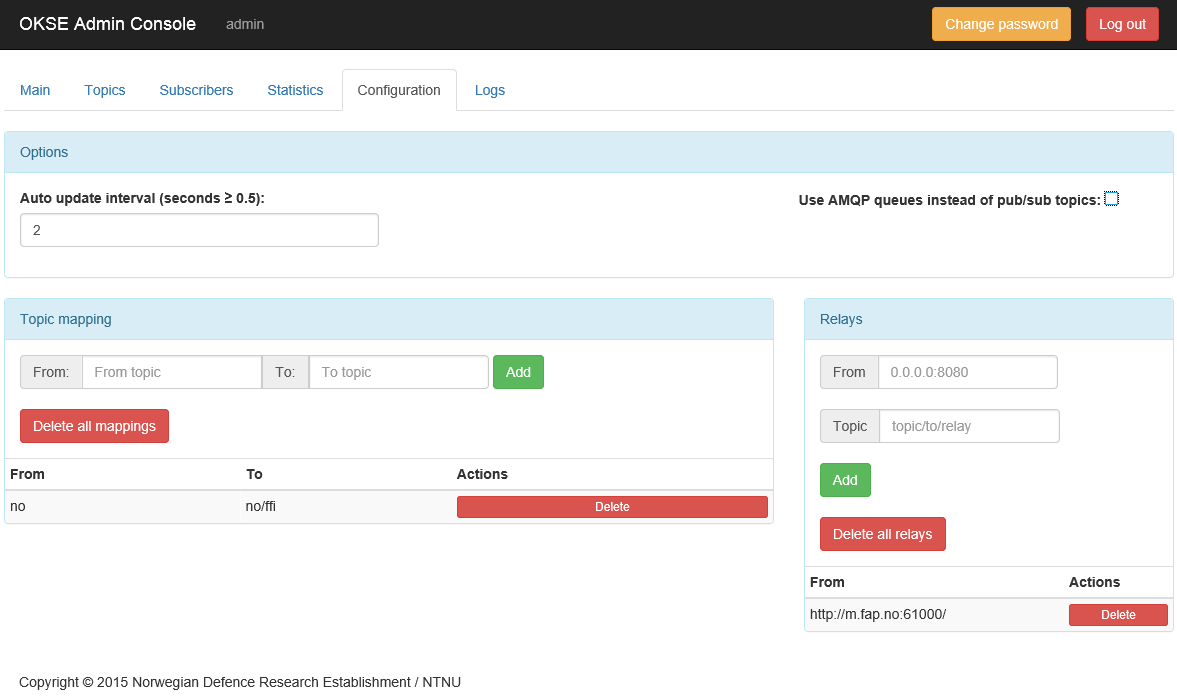 OKSE Admin Console admin Change password Log out
Main Topics Subscribers Statistics Configuration Logs
Options
Auto update interval (seconds ≥ 0.5):
Use AMQP queues instead of pub/sub topics:
2
Topic mapping
From: From topic To: To topic Add
Delete all mappings
From To Actions
no no/ffi Delete
Relays
From 0.0.0.0:8080
Topic topic/to/relay
Add
Delete all relays
From Actions
http://m.fap.no:61000/ Delete
Copyright © 2015 Norwegian Defence Research Establishment / NTNU